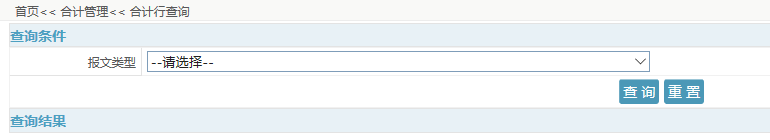 首页<< 合计管理<< 合计行查询
查询条件
报文类型 --请选择--
查 询 重 置
查询结果